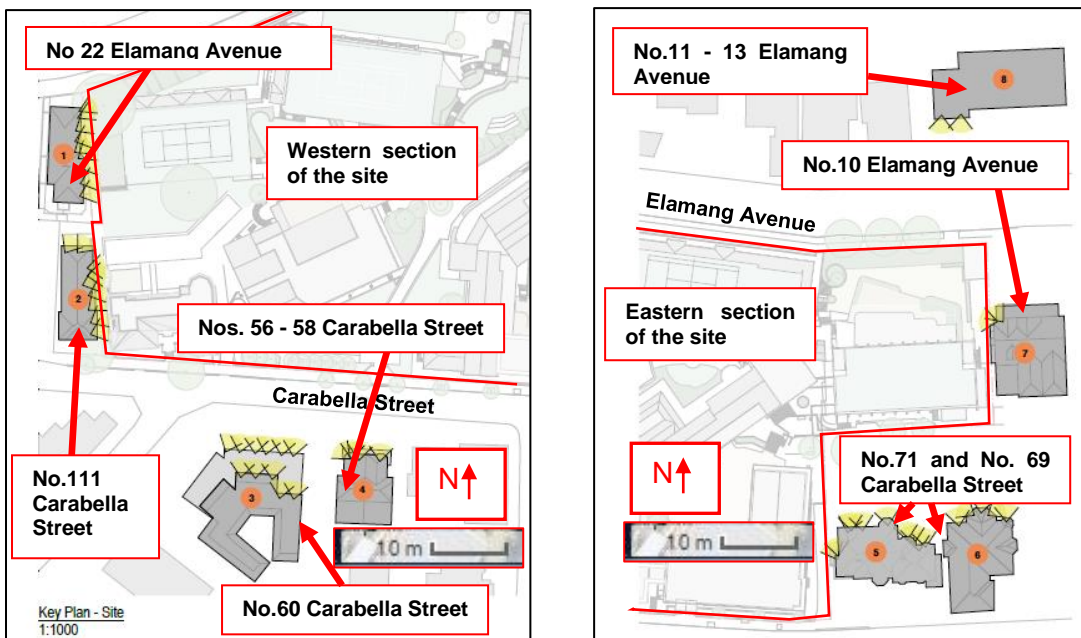 No 22 Elamang Avenue
1
Western section
of the site
2
Nos. 56 - 58 Carabella Street
Carabella Street
No.111
Carabella
Street
3
4
N
10 m
No.60 Carabella Street
Key Plan - Site
1:1000
No.11 - 13 Elamang
Avenue
8
No.10 Elamang Avenue
Elamang Avenue
Eastern section
of the site
7
N
No.71 and No. 69
Carabella Street
10 m
5
6